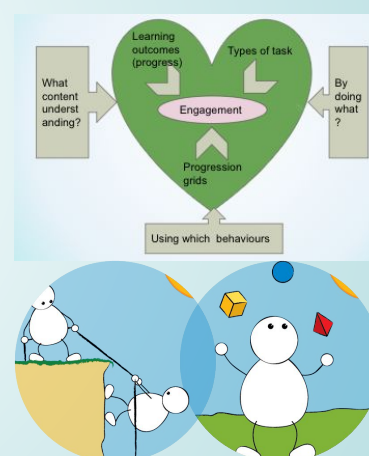 Learning
outcomes
(progress)
Types of task
What
content
underst
anding?
By
doing
what
?
Engagement
Progression
grids
Using which behaviours